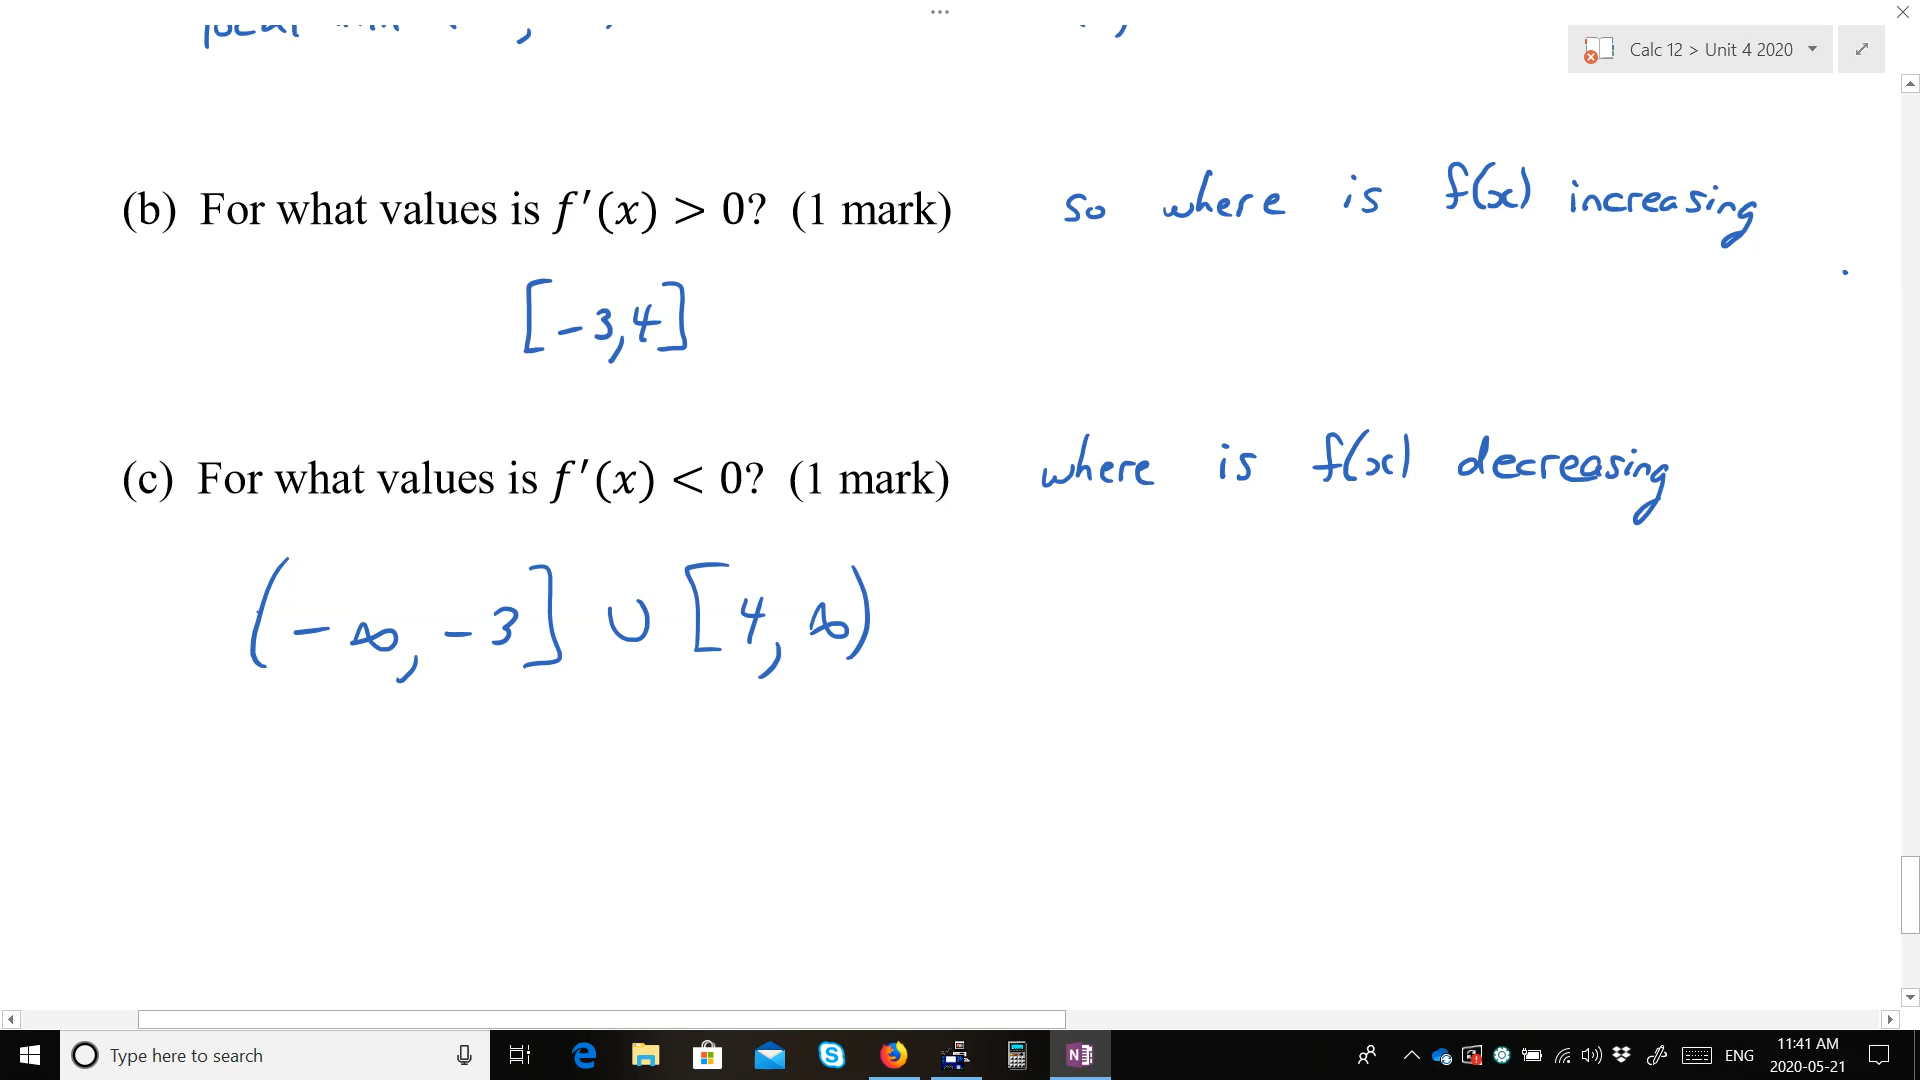 Calc 12 > Unit 4 2020
(b) For what values is f′(x) > 0? (1 mark) so where is f(x) increasing
[-3,4]
(c) For what values is f′(x) < 0? (1 mark) where is f(x) decreasing
(-∞, -3] ∪ [4, ∞)
Type here to search
ENG
11:41 AM
2020-05-21